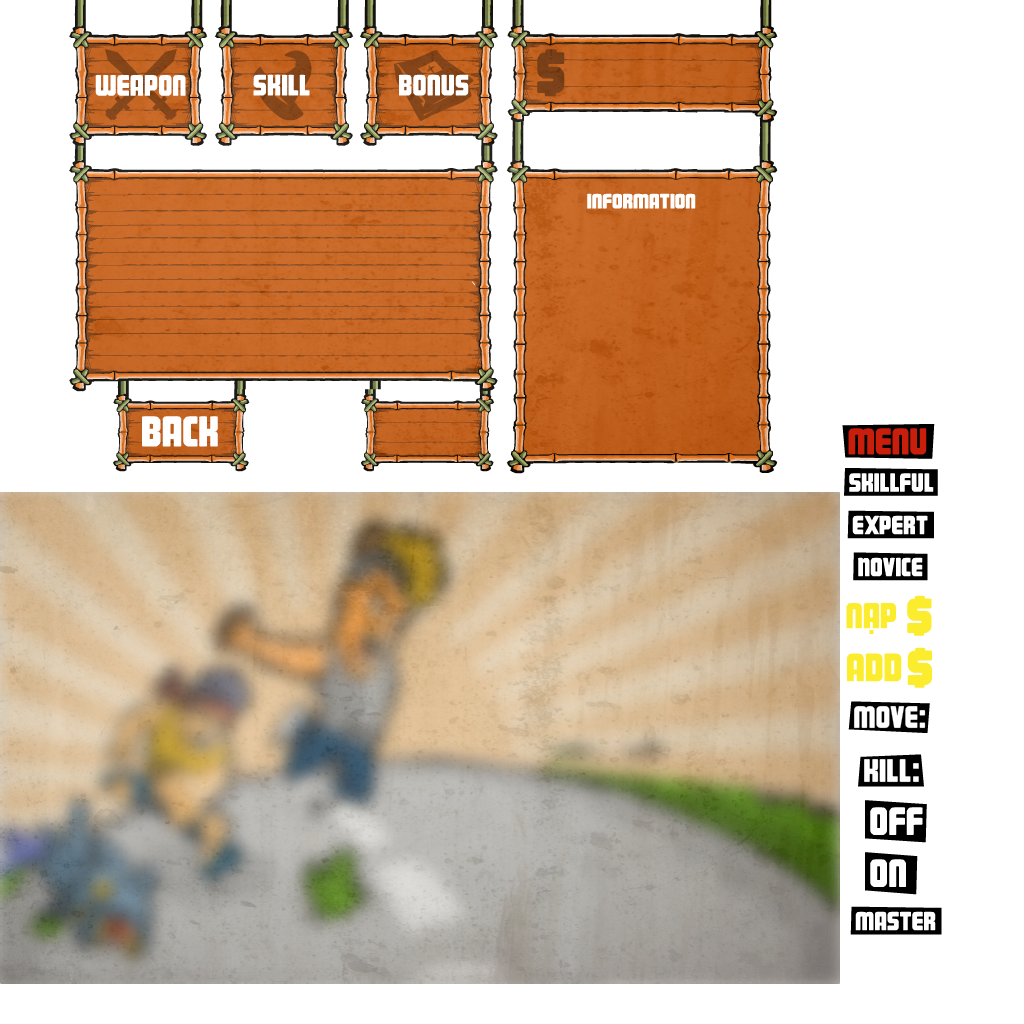 WEAPON
SKILL
BONUS
$
INFORMATION
BACK
MENU
SKILLFUL
EXPERT
NOVICE
NẠP $
ADD $
MOVE:
KILL:
OFF
ON
MASTER